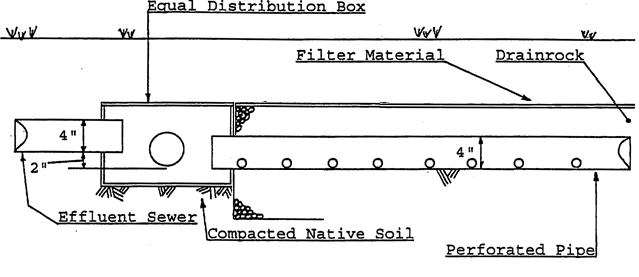 Equal Distribution Box
Filter Material
Drainrock
4"
4"
2"
Effluent Sewer
Compacted Native Soil
Perforated Pipe